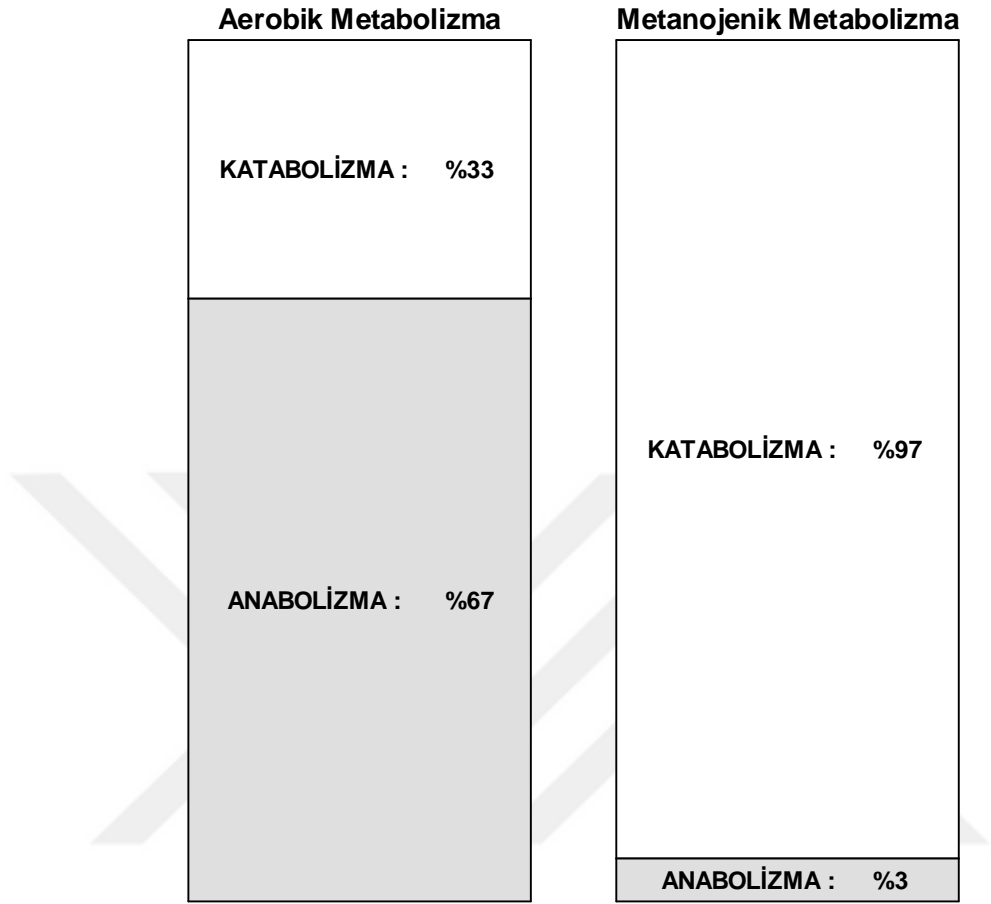 Aerobik Metabolizma
KATABOLİZMA : %33
ANABOLİZMA : %67
Metanojenik Metabolizma
KATABOLİZMA : %97
ANABOLİZMA : %3